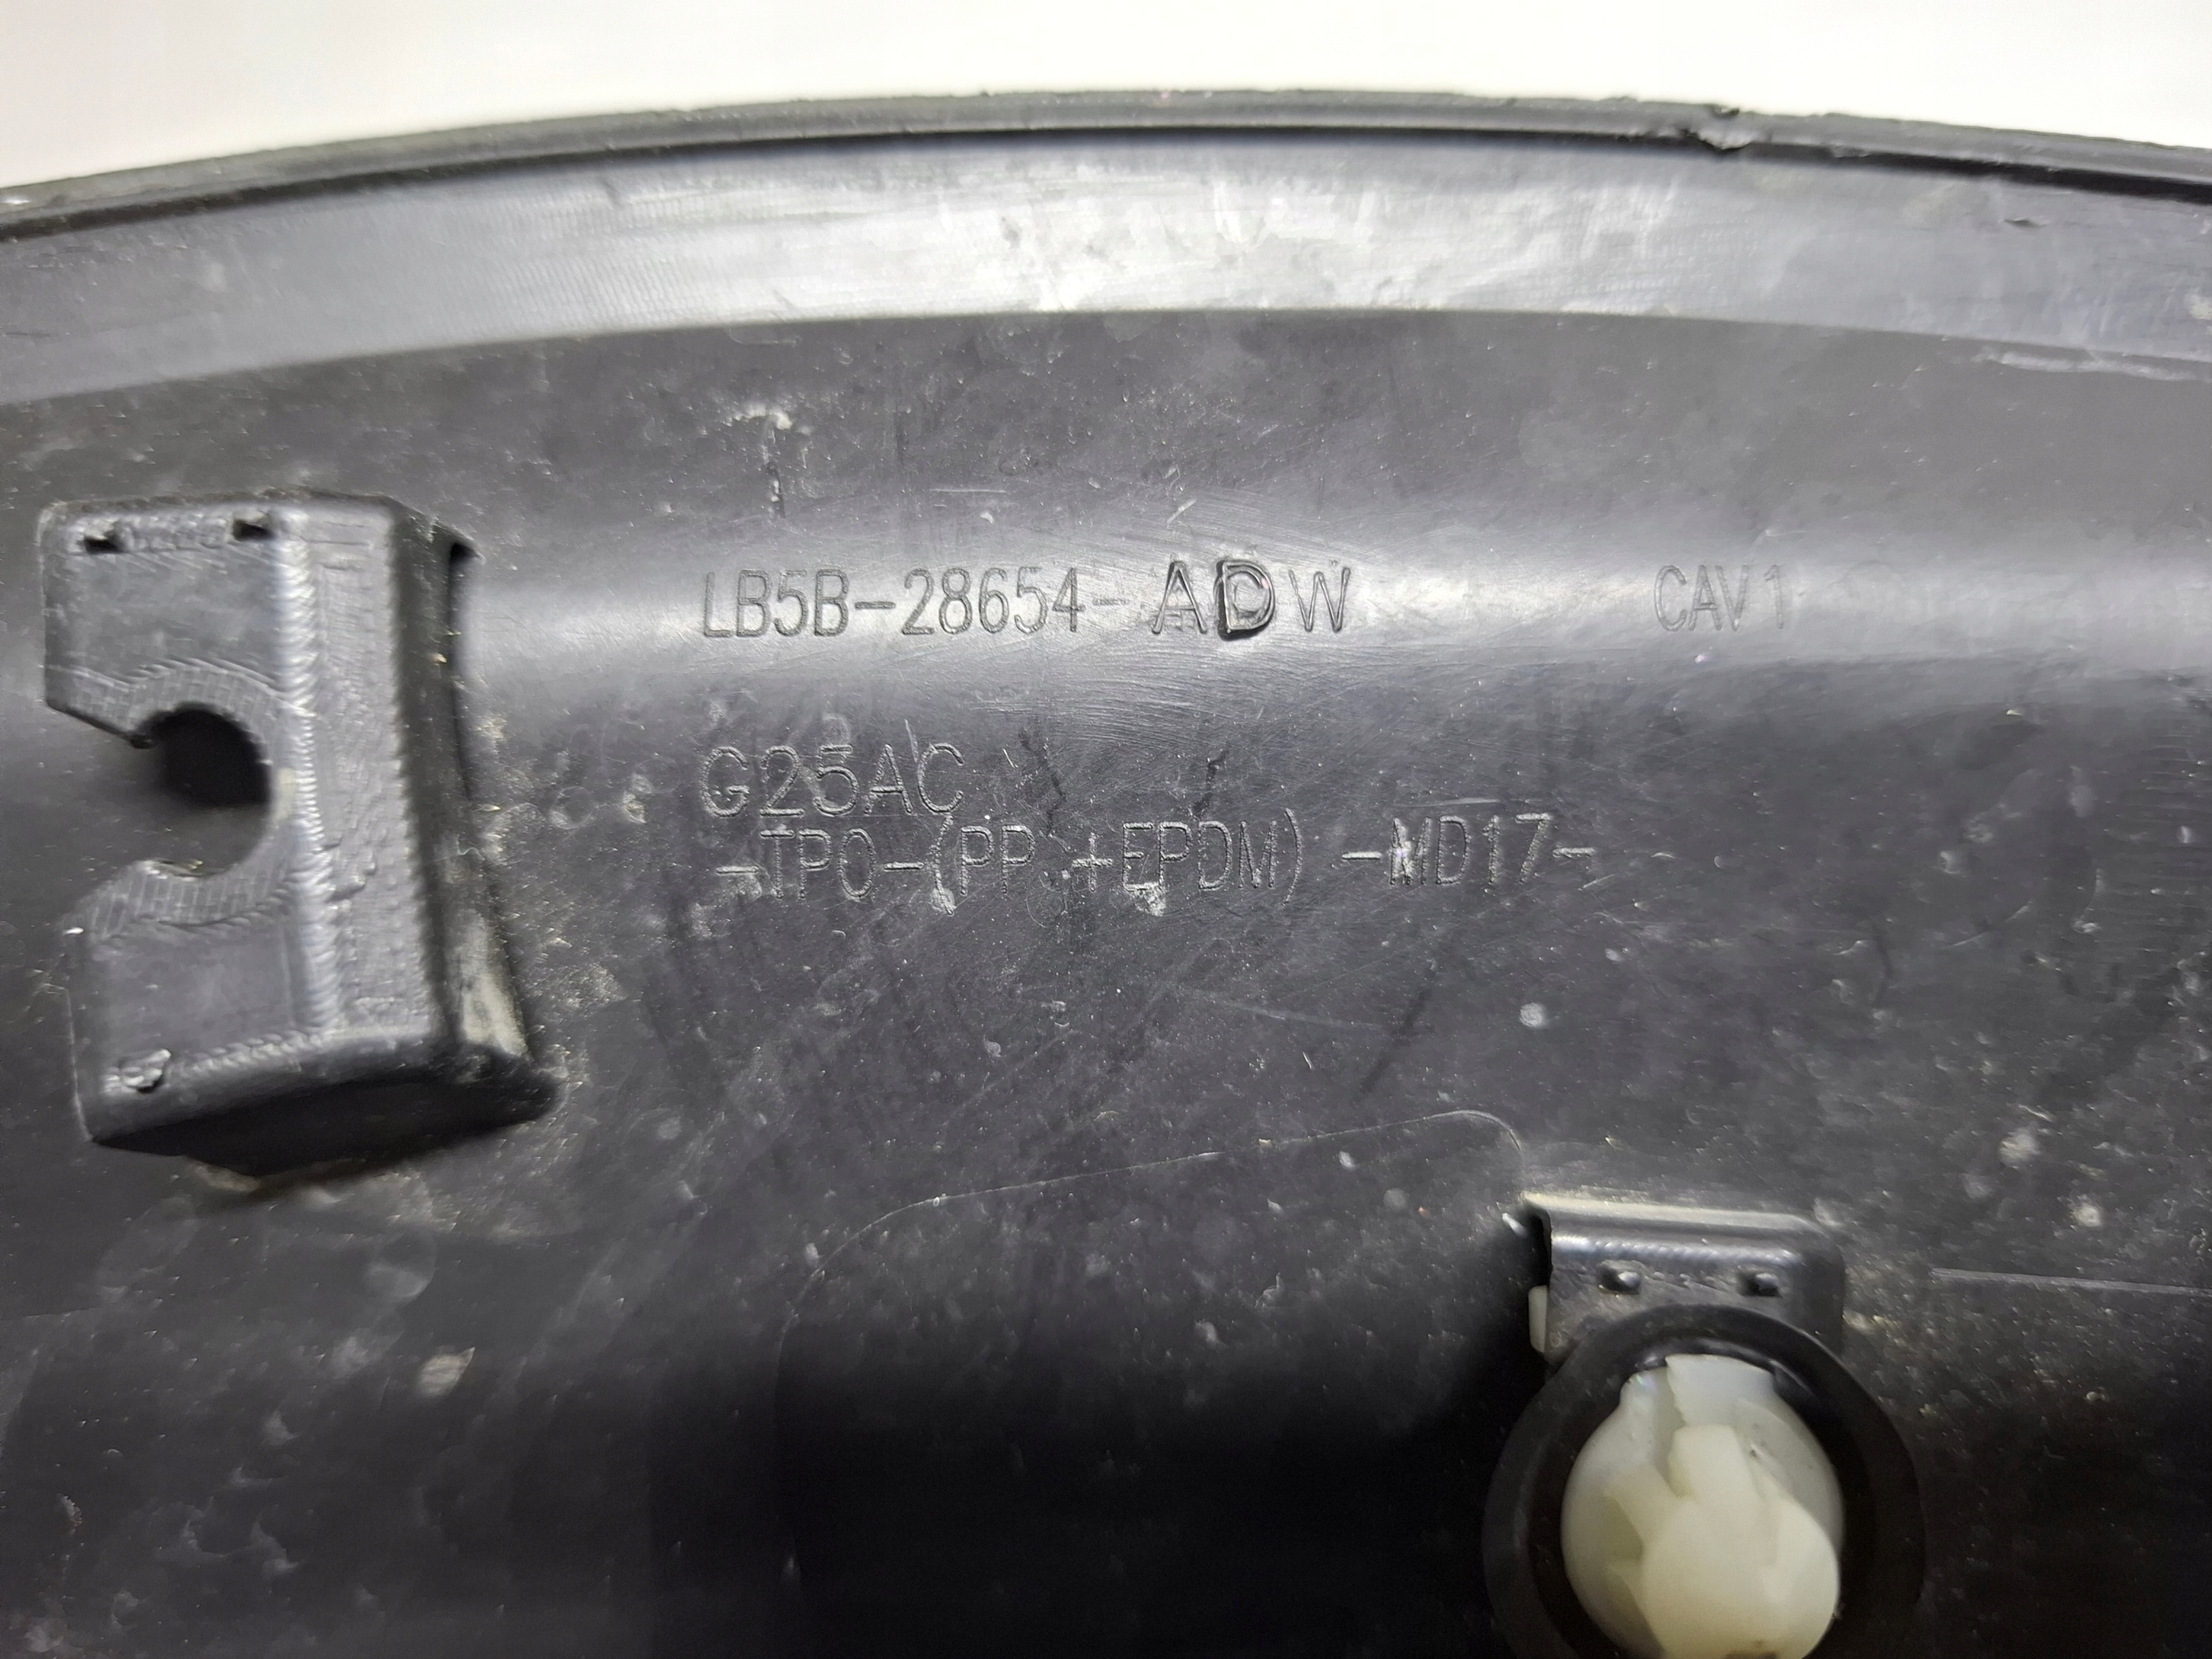 LB5B-28654-ADW CAV1
G25AC
-TPO-(PP+EPDM)-MD17-